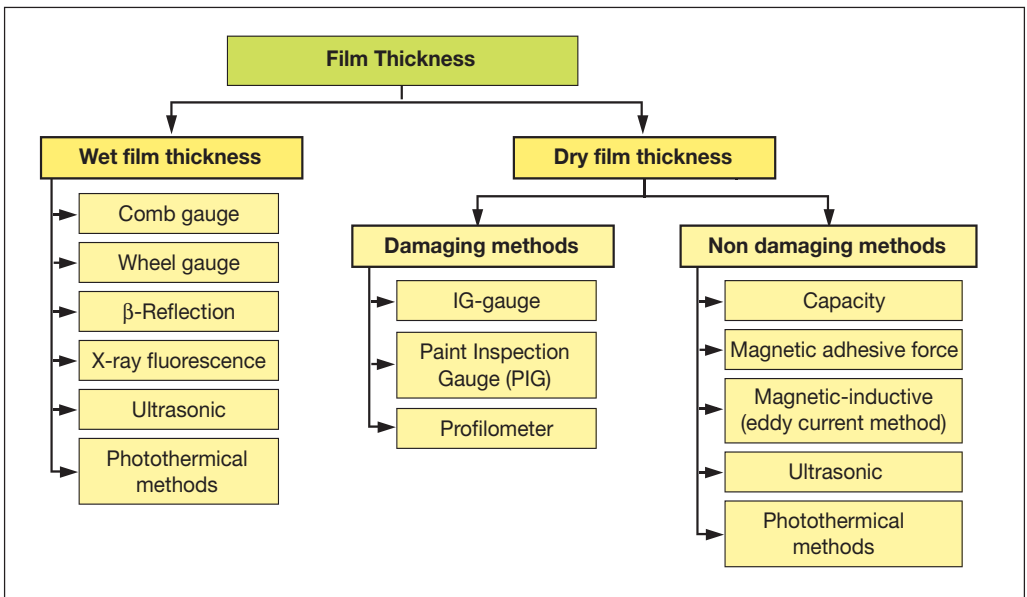 Film Thickness
Wet film thickness
Comb gauge
Wheel gauge
β-Reflection
X-ray fluorescence
Ultrasonic
Photothermical
methods
Dry film thickness
Damaging methods
IG-gauge
Paint Inspection
Gauge (PIG)
Profilometer
Non damaging methods
Capacity
Magnetic adhesive force
Magnetic-inductive
(eddy current method)
Ultrasonic
Photothermical
methods